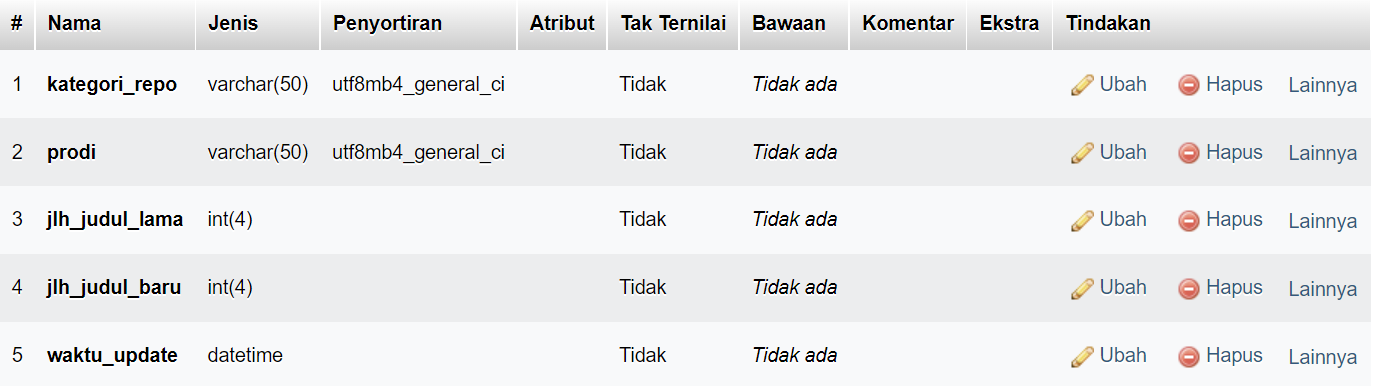 # Nama Jenis Penyortiran Atribut Tak Ternilai Bawaan Komentar Ekstra Tindakan
1 kategori_repo varchar(50) utf8mb4_general_ci Tidak Tidak ada Ubah Hapus Lainnya
2 prodi varchar(50) utf8mb4_general_ci Tidak Tidak ada Ubah Hapus Lainnya
3 jlh_judul_lama int(4) Tidak Tidak ada Ubah Hapus Lainnya
4 jlh_judul_baru int(4) Tidak Tidak ada Ubah Hapus Lainnya
5 waktu_update datetime Tidak Tidak ada Ubah Hapus Lainnya